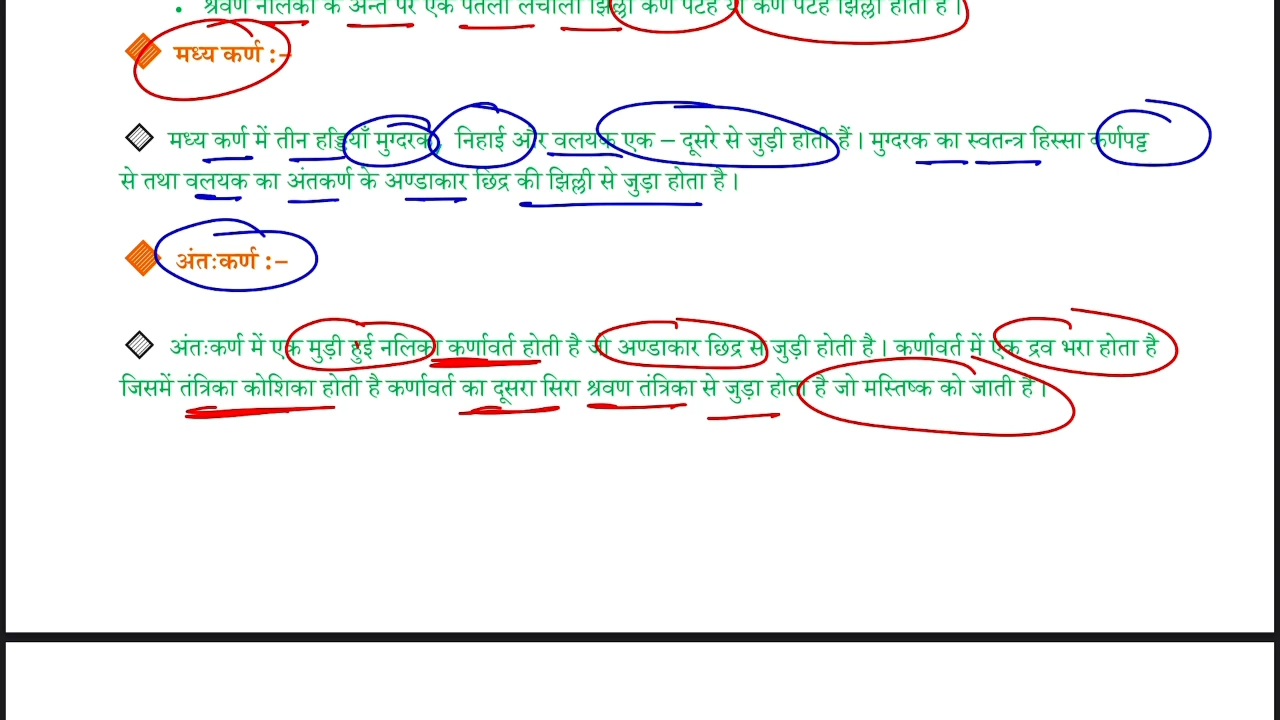 श्रवण नलिका के अन्त पर एक पतली लचीली झिल्ली कर्ण पटह या कर्ण पटह झिल्ली होती है।
मध्य कर्ण :–
मध्य कर्ण में तीन हड्डियाँ मुग्दरक, निहाई और वलयक एक – दूसरे से जुड़ी होती हैं। मुग्दरक का स्वतन्त्र हिस्सा कर्णपट्ट
से तथा वलयक का अंतकर्ण के अण्डाकार छिद्र की झिल्ली से जुड़ा होता है।
अंतःकर्ण :–
अंतःकर्ण में एक मुड़ी हुई नलिका कर्णावर्त होती है जो अण्डाकार छिद्र से जुड़ी होती है। कर्णावर्त में एक द्रव भरा होता है
जिसमें तंत्रिका कोशिका होती है कर्णावर्त का दूसरा सिरा श्रवण तंत्रिका से जुड़ा होता है जो मस्तिष्क को जाती है।